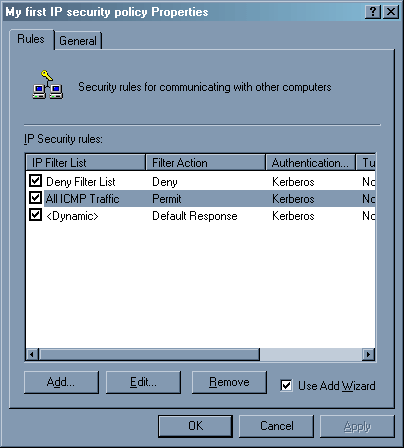 My first IP security policy Properties
Rules
General
Security rules for communicating with other computers
IP Security rules:
IP Filter List Filter Action Authentication... Tu
Deny Filter List Deny Kerberos No
All ICMP Traffic Permit Kerberos No
<Dynamic> Default Response Kerberos No
Add... Edit... Remove Use Add Wizard
OK Cancel Apply